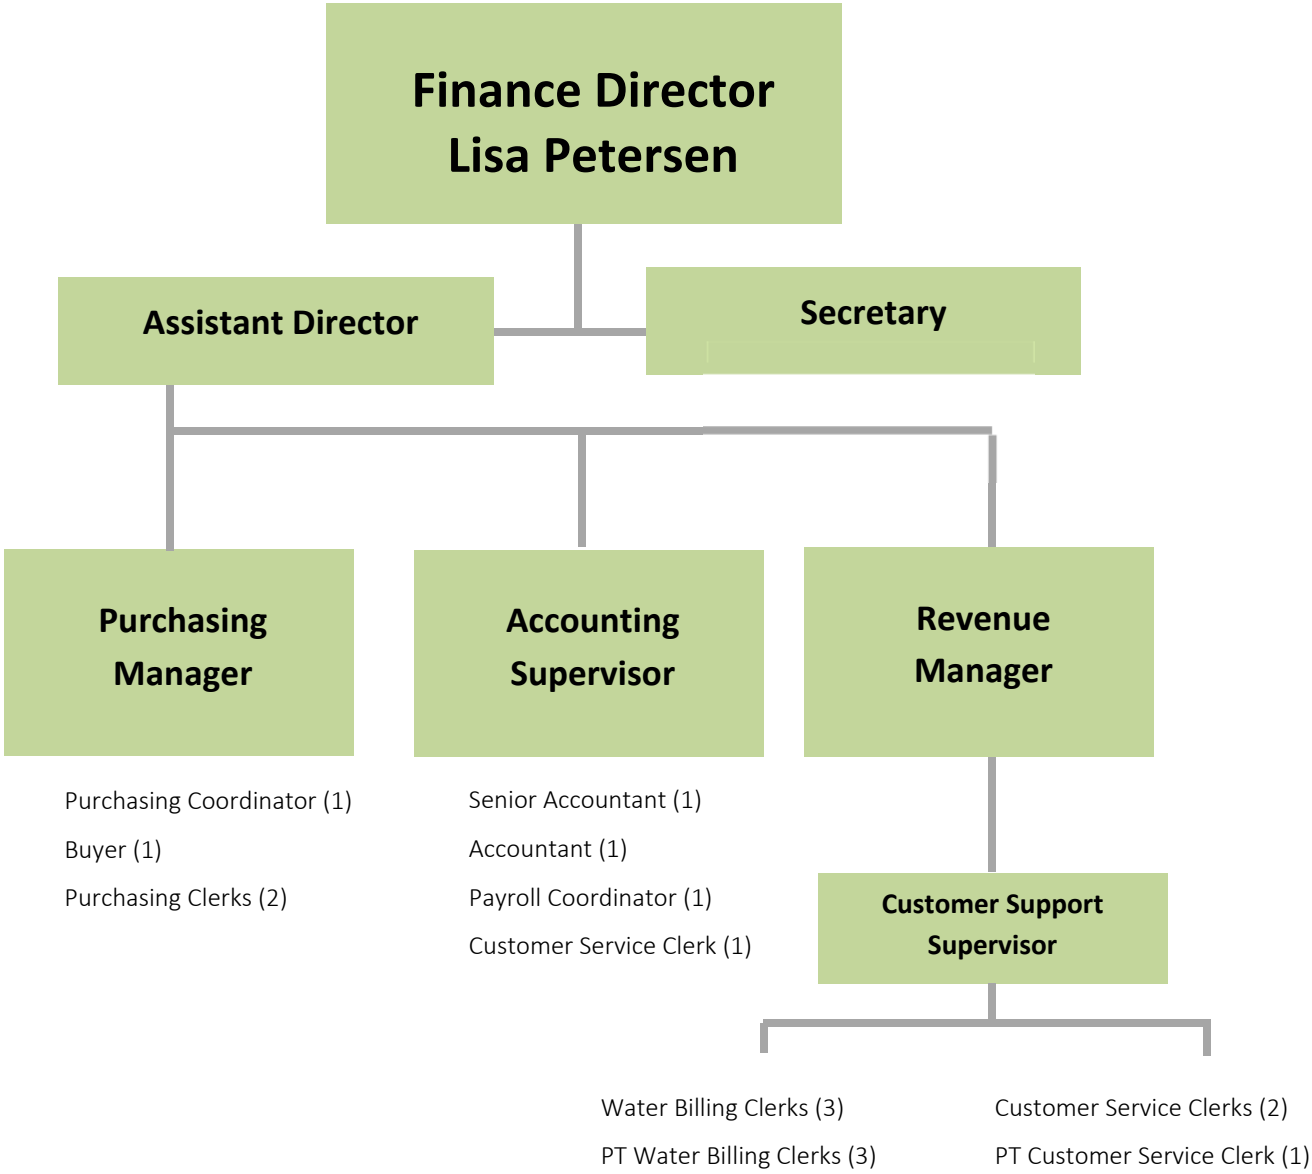 Finance Director
Lisa Petersen
Assistant Director
Secretary
Purchasing
Manager
Accounting
Supervisor
Revenue
Manager
Purchasing Coordinator (1)
Buyer (1)
Purchasing Clerks (2)
Senior Accountant (1)
Accountant (1)
Payroll Coordinator (1)
Customer Service Clerk (1)
Customer Support
Supervisor
Water Billing Clerks (3)
PT Water Billing Clerks (3)
Customer Service Clerks (2)
PT Customer Service Clerk (1)